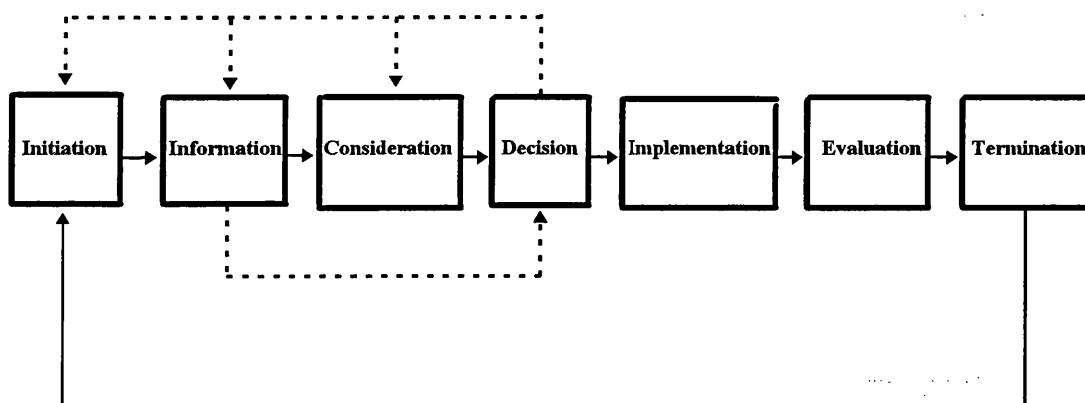 Initiation
Information
Consideration
Decision
Implementation
Evaluation
Termination